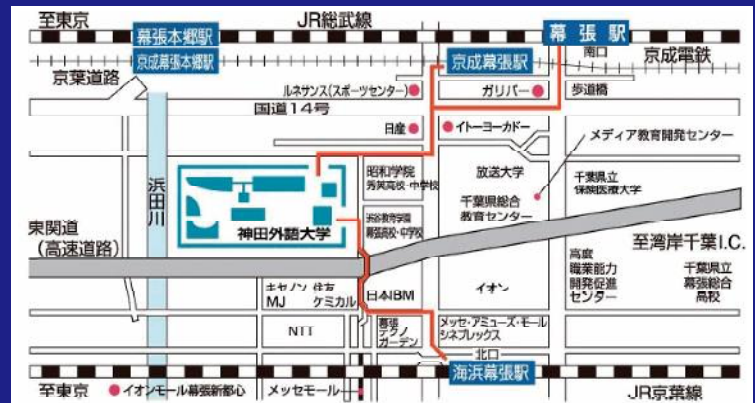 至東京
JR総武線
幕張本郷駅
幕張駅
南口
京成幕張本郷駅
京成幕張駅
京成電鉄
京葉道路
ルネサンス(スポーツセンター)
ガリバー
歩道橋
国道14号
日産
イトーヨーカドー
メディア教育開発センター
浜田川
昭和学院
秀英高校・中学校
放送大学
千葉県立
保険医療大学
千葉県総合
教育センター
神田外語大学
渋谷教育学園
幕張高校・中学校
東関道
(高速道路)
至湾岸千葉I.C.
キヤノン
MJ
住友
ケミカル
日本IBM
イオン
高度
職業能力
開発促進
センター
千葉県立
幕張総合
高校
NTT
幕張
テクノ
ガーデン
メッセ・アミューズ・モール
シネプレックス
北口
海浜幕張駅
至東京
イオンモール幕張新都心
メッセモール
JR京葉線